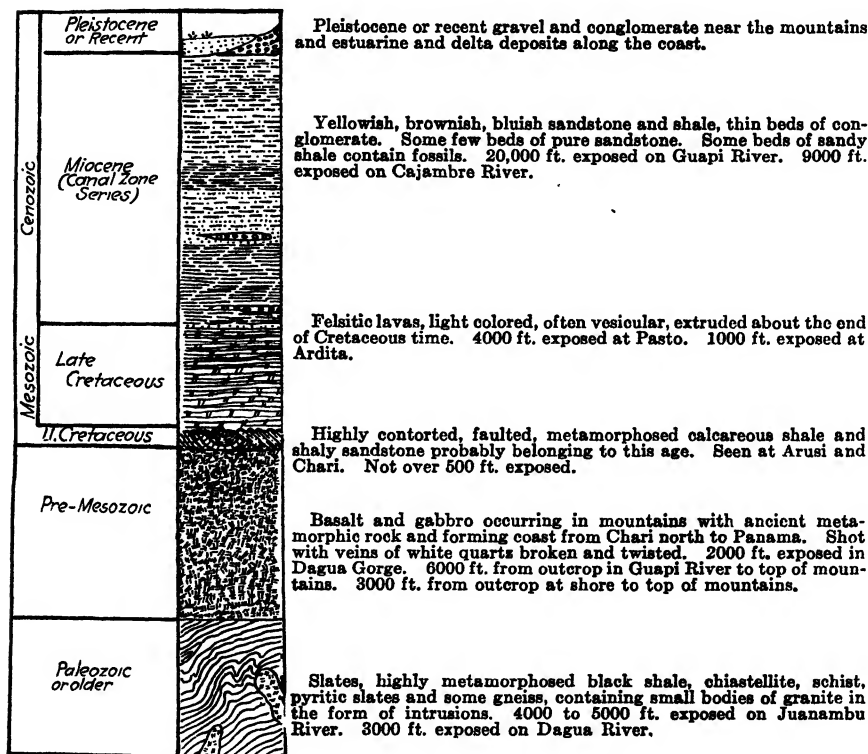 Pleistocene
or Recent
Pleistocene or recent gravel and conglomerate near the mountains
and estuarine and delta deposits along the coast.
Cenozoic
Miocene
(Canal Zone
Series)
Yellowish, brownish, bluish sandstone and shale, thin beds of con-
glomerate. Some few beds of pure sandstone. Some beds of sandy
shale contain fossils. 20,000 ft. exposed on Guapi River. 9000 ft.
exposed on Cajambre River.
Mesozoic
Late
Cretaceous
Felsitic lavas, light colored, often vesicular, extruded about the end
of Cretaceous time. 4000 ft. exposed at Pasto. 1000 ft. exposed at
Ardita.
U. Cretaceous
Highly contorted, faulted, metamorphosed calcareous shale and
shaly sandstone probably belonging to this age. Seen at Arusi and
Chari. Not over 500 ft. exposed.
Pre-Mesozoic
Basalt and gabbro occurring in mountains with ancient meta-
morphic rock and forming coast from Chari north to Panama. Shot
with veins of white quartz broken and twisted. 2000 ft. exposed in
Dagua Gorge. 6000 ft. from outcrop in Guapi River to top of moun-
tains. 3000 ft. from outcrop at shore to top of mountains.
Paleozoic
or older
Slates, highly metamorphosed black shale, chiastellite, schist,
pyritic slates and some gneiss, containing small bodies of granite in
the form of intrusions. 4000 to 5000 ft. exposed on Juanambu
River. 3000 ft. exposed on Dagua River.